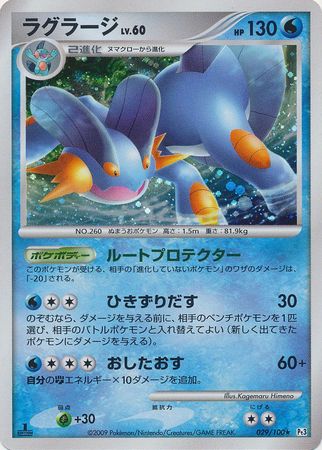 ラグラージ LV.60 HP 130
己進化 ヌマクローから進化
NO.260 ぬまうおポケモン 高さ：1.5m 重さ：81.9kg
ポケボディー ルートプロテクター
このポケモンが受ける、相手の「進化していないポケモン」のワザのダメージは、
「-20」される。
ひきずりだす 30
のぞむなら、ダメージを与える前に、相手のベンチポケモンを1匹
選び、相手のバトルポケモンと入れ替えてよい（新しく出てきた
ポケモンにダメージを与える）。
おしたおす 60+
自分の エネルギー×10ダメージを追加。
Illus.Kagemaru Himeno
弱点 抵抗力 にげる
+30
1 EDITION ©2009 Pokémon/Nintendo/Creatures/GAME FREAK. 029/100★ Pt3